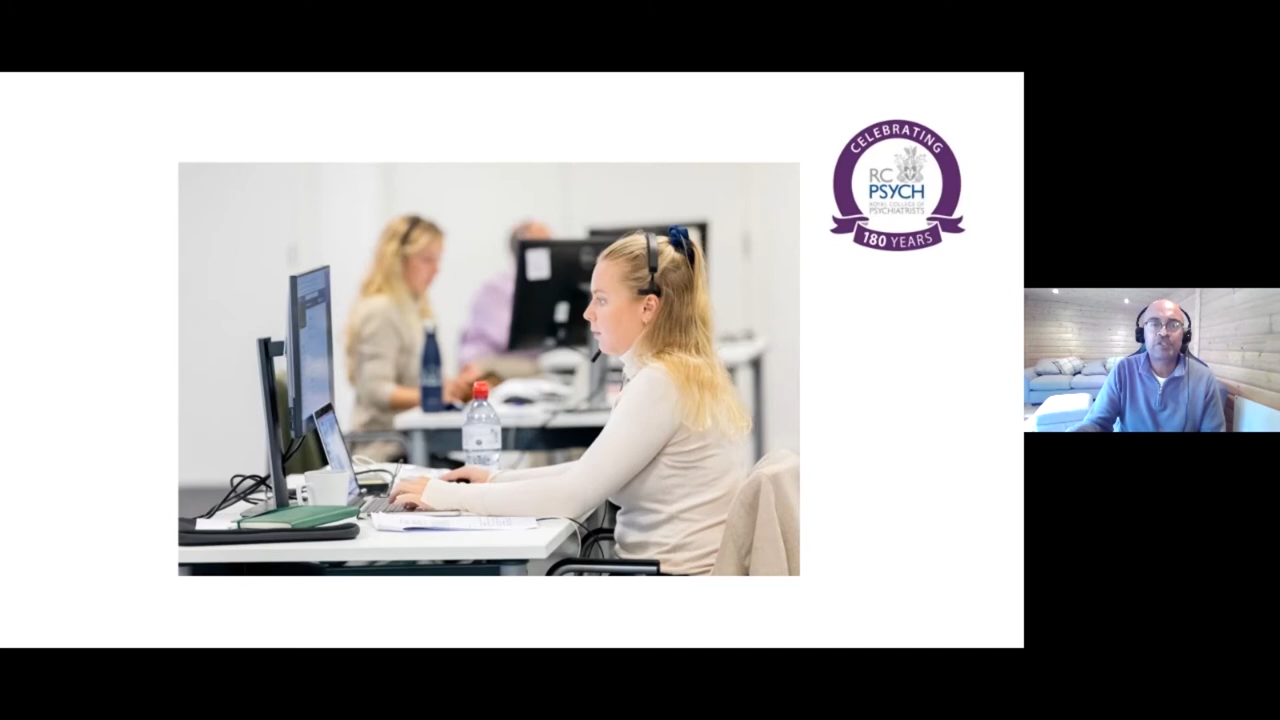 CELEBRATING
RC
PSYCH
ROYAL COLLEGE OF
PSYCHIATRISTS
180 YEARS